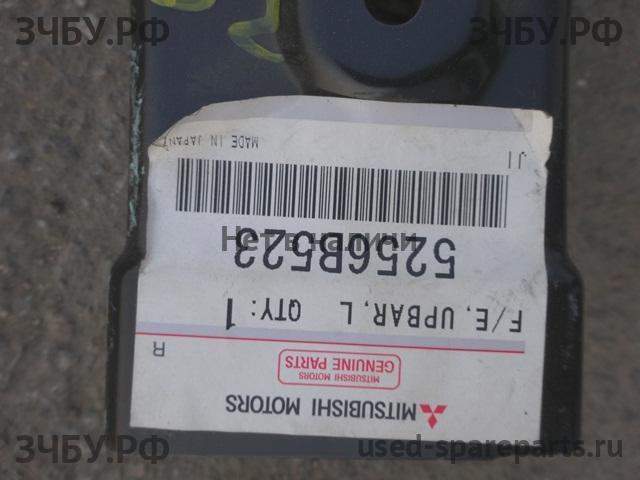 ЗЧБУ.РФ
ЗЧБУ.РФ
MITSUBISHI MOTORS
MITSUBISHI MOTORS
GENUINE PARTS
R
F/E, UPBAR, L QTY: 1
5256B523
Нет в наличии
J1
MADE IN JAPAN
ЗЧБУ.РФ
used-spareparts.ru